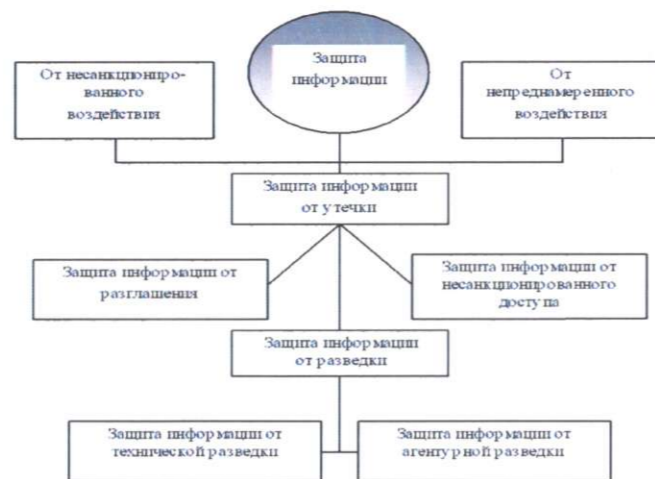 Защита
информации
От несанкциониро-
ванного
воздействия
От
непреднамеренного
воздействия
Защита информации
от утечки
Защита информации от
разглашения
Защита информации от
несанкционированного
доступа
Защита информации
от разведки
Защита информации от
технической разведки
Защита информации от
агентурной разведки